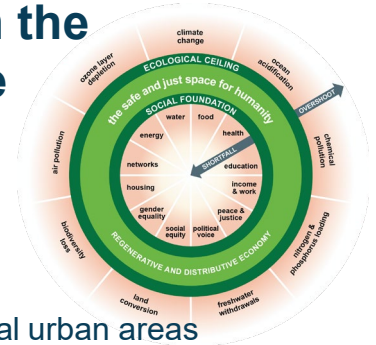 n the
e
climate
change
ozone layer
depletion
ocean
acidification
ECOLOGICAL CEILING
the safe and just space for humanity
SOCIAL FOUNDATION
OVERSHOOT
water
food
energy
health
SHORTFALL
air pollution
chemical
pollution
networks
education
housing
income
& work
gender
equality
peace &
justice
social
equity
political
voice
REGENERATIVE AND DISTRIBUTIVE ECONOMY
biodiversity
loss
nitrogen &
phosphorus loading
land
conversion
freshwater
withdrawals
al urban areas